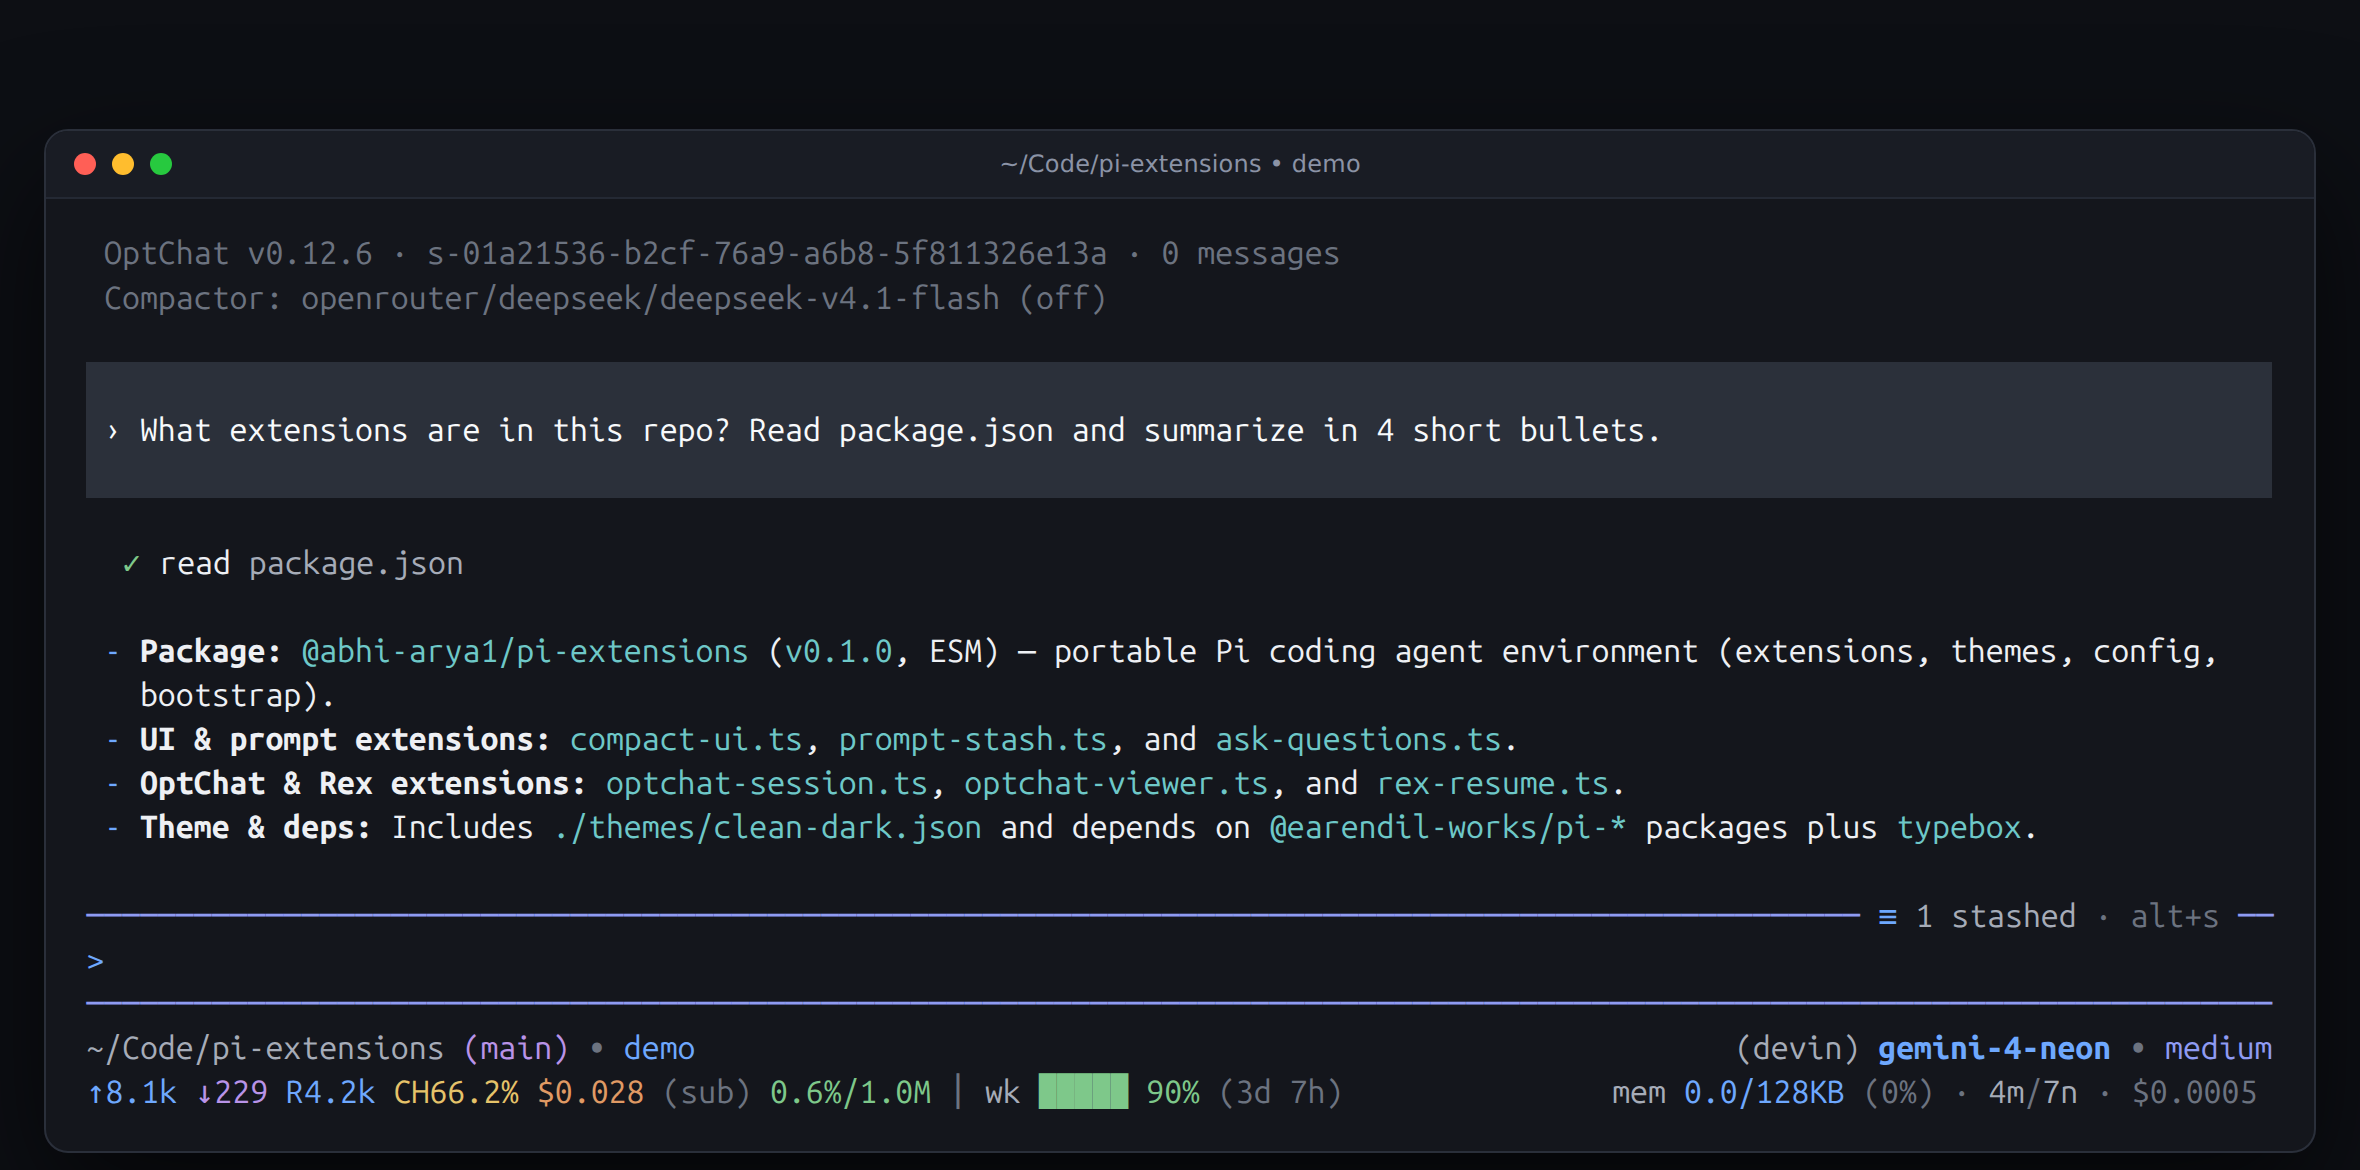 ~/Code/pi-extensions • demo
OptChat v0.12.6 · s-01a21536-b2cf-76a9-a6b8-5f811326e13a · 0 messages
Compactor: openrouter/deepseek/deepseek-v4.1-flash (off)
› What extensions are in this repo? Read package.json and summarize in 4 short bullets.
✓ read package.json
- Package: @abhi-arya1/pi-extensions (v0.1.0, ESM) — portable Pi coding agent environment (extensions, themes, config,
bootstrap).
- UI & prompt extensions: compact-ui.ts, prompt-stash.ts, and ask-questions.ts.
- OptChat & Rex extensions: optchat-session.ts, optchat-viewer.ts, and rex-resume.ts.
- Theme & deps: Includes ./themes/clean-dark.json and depends on @earendil-works/pi-* packages plus typebox.
≡ 1 stashed · alt+s
>
~/Code/pi-extensions (main) • demo (devin) gemini-4-neon • medium
↑8.1k ↓229 R4.2k CH66.2% $0.028 (sub) 0.6%/1.0M │ wk █████ 90% (3d 7h) mem 0.0/128KB (0%) · 4m/7n · $0.0005